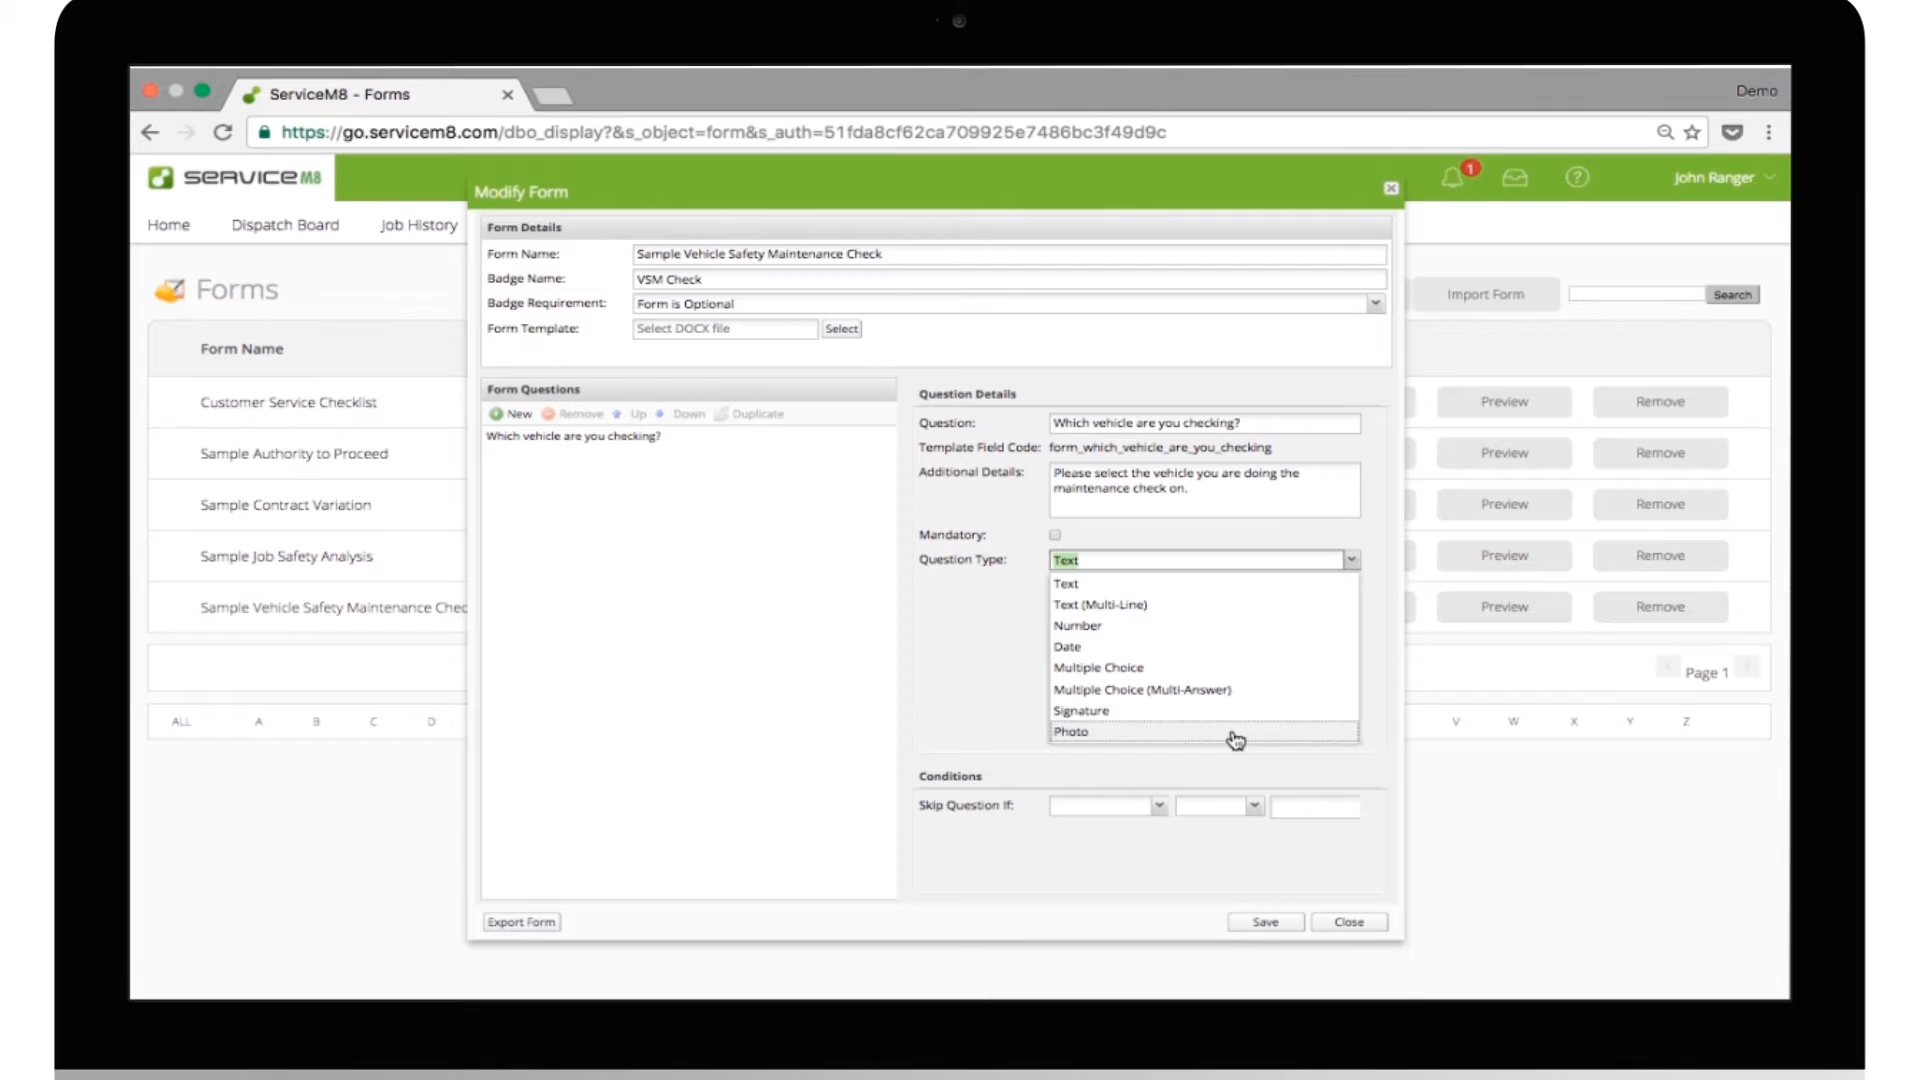 ServiceM8 - Forms
Demo
https://go.servicem8.com/dbo_display?&s_object=form&s_auth=51fda8cf62ca709925e7486bc3f49d9c
SERVICEM8
Modify Form
1
?
John Ranger
Home
Dispatch Board
Job History
Form Details
Form Name:
Sample Vehicle Safety Maintenance Check
Badge Name:
VSM Check
Badge Requirement:
Form is Optional
Form Template:
Select DOCX file
Select
Forms
Import Form
Search
Form Name
Customer Service Checklist
Preview
Remove
Sample Authority to Proceed
Preview
Remove
Sample Contract Variation
Preview
Remove
Sample Job Safety Analysis
Preview
Remove
Sample Vehicle Safety Maintenance Chec
Preview
Remove
Page 1
ALL
A
B
C
D
V
W
X
Y
Z
Form Questions
New
Remove
Up
Down
Duplicate
Which vehicle are you checking?
Question Details
Question:
Which vehicle are you checking?
Template Field Code:
form_which_vehicle_are_you_checking
Additional Details:
Please select the vehicle you are doing the
maintenance check on.
Mandatory:
Question Type:
Text
Text
Text (Multi-Line)
Number
Date
Multiple Choice
Multiple Choice (Multi-Answer)
Signature
Photo
Conditions
Skip Question If:
Export Form
Save
Close